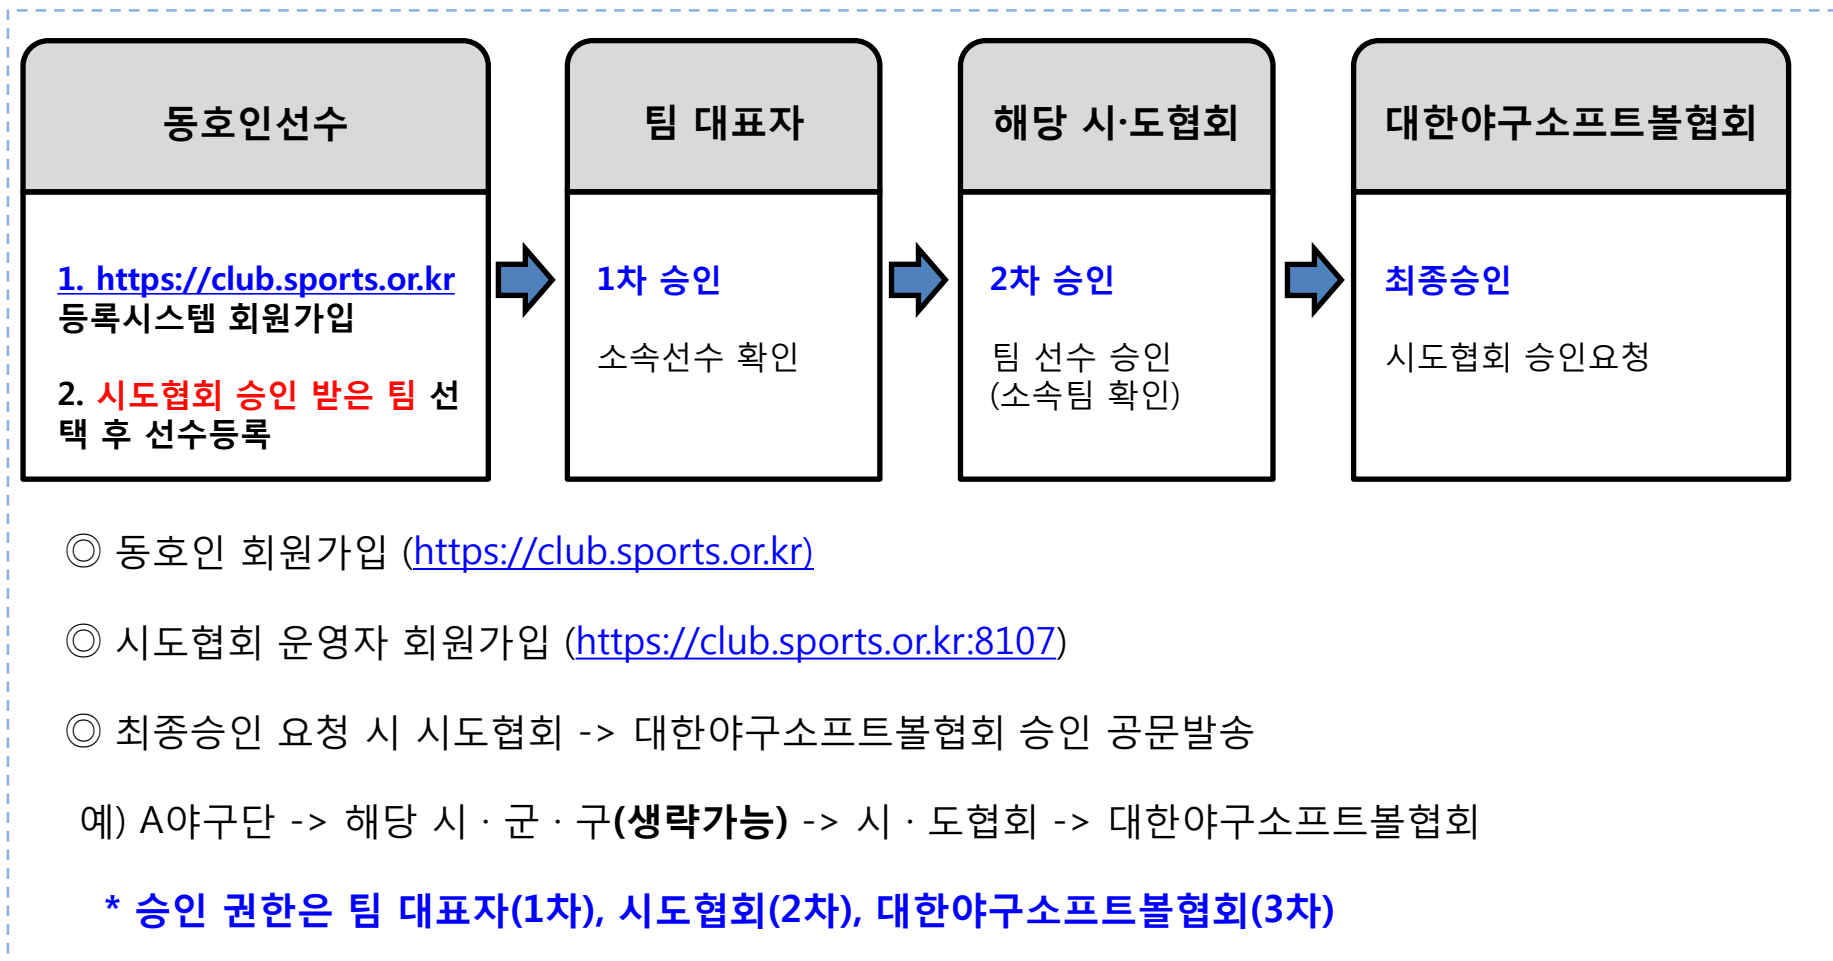 동호인선수
1. https://club.sports.or.kr
등록시스템 회원가입
2. 시도협회 승인 받은 팀 선
택 후 선수등록
팀 대표자
1차 승인
소속선수 확인
해당 시·도협회
2차 승인
팀 선수 승인
(소속팀 확인)
대한야구소프트볼협회
최종승인
시도협회 승인요청
◎ 동호인 회원가입 (https://club.sports.or.kr)
◎ 시도협회 운영자 회원가입 (https://club.sports.or.kr:8107)
◎ 최종승인 요청 시 시도협회 -> 대한야구소프트볼협회 승인 공문발송
예) A야구단 -> 해당 시 · 군 · 구(생략가능) -> 시 · 도협회 -> 대한야구소프트볼협회
* 승인 권한은 팀 대표자(1차), 시도협회(2차), 대한야구소프트볼협회(3차)